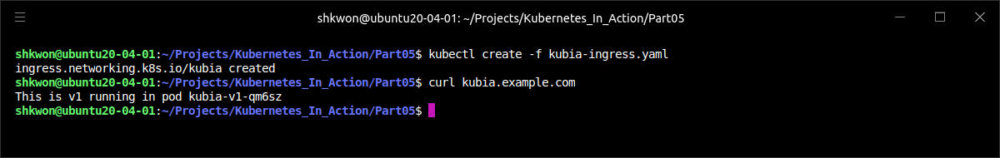 shkwon@ubuntu20-04-01: ~/Projects/Kubernetes_In_Action/Part05
shkwon@ubuntu20-04-01:~/Projects/Kubernetes_In_Action/Part05$ kubectl create -f kubia-ingress.yaml
ingress.networking.k8s.io/kubia created
shkwon@ubuntu20-04-01:~/Projects/Kubernetes_In_Action/Part05$ curl kubia.example.com
This is v1 running in pod kubia-v1-qm6sz
shkwon@ubuntu20-04-01:~/Projects/Kubernetes_In_Action/Part05$